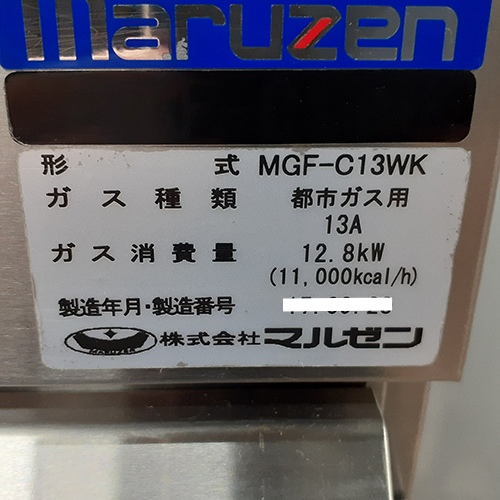 maruzen
形式 MGF-C13WK
ガス種類 都市ガス用
13A
ガス消費量 12.8kW
(11,000kcal/h)
製造年月・製造番号
MARUZEN 株式会社 マルゼン